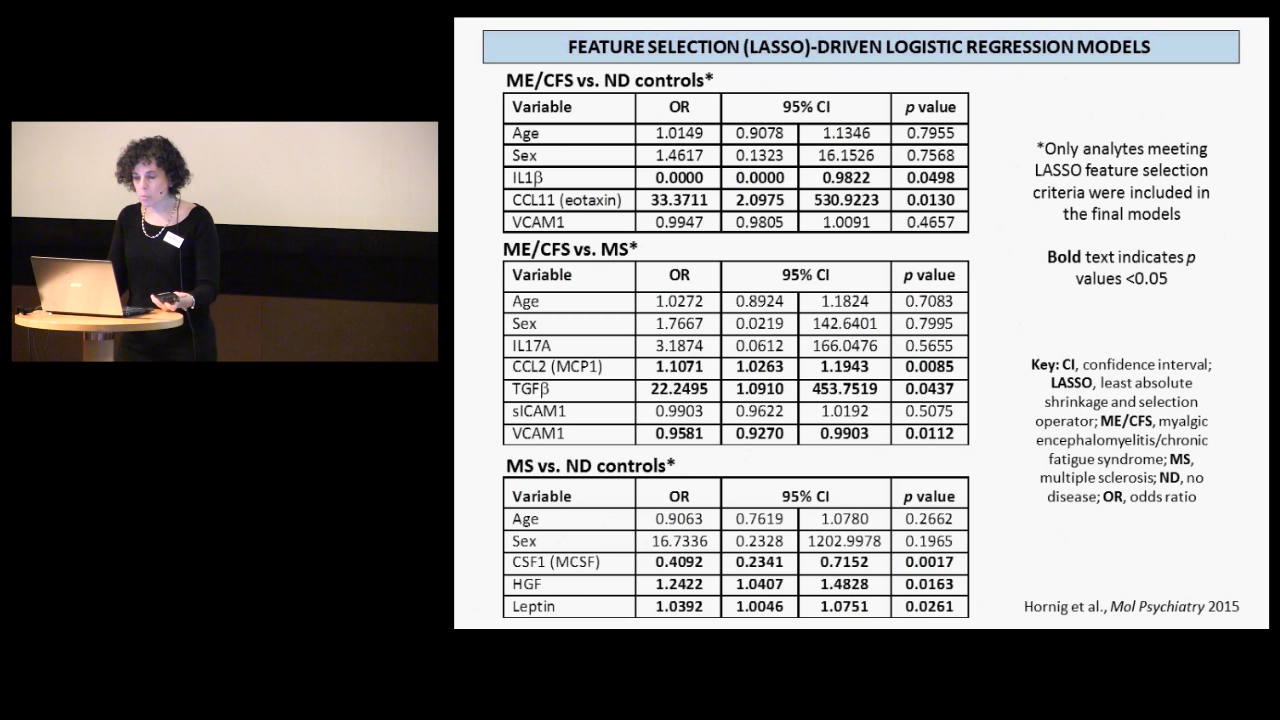 FEATURE SELECTION (LASSO)-DRIVEN LOGISTIC REGRESSION MODELS
ME/CFS vs. ND controls*
Variable OR 95% CI p value
Age 1.0149 0.9078 1.1346 0.7955
Sex 1.4617 0.1323 16.1526 0.7568
IL1β 0.0000 0.0000 0.9822 0.0498
CCL11 (eotaxin) 33.3711 2.0975 530.9223 0.0130
VCAM1 0.9947 0.9805 1.0091 0.4657
ME/CFS vs. MS*
Variable OR 95% CI p value
Age 1.0272 0.8924 1.1824 0.7083
Sex 1.7667 0.0219 142.6401 0.7995
IL17A 3.1874 0.0612 166.0476 0.5655
CCL2 (MCP1) 1.1071 1.0263 1.1943 0.0085
TGFβ 22.2495 1.0910 453.7519 0.0437
sICAM1 0.9903 0.9622 1.0192 0.5075
VCAM1 0.9581 0.9270 0.9903 0.0112
MS vs. ND controls*
Variable OR 95% CI p value
Age 0.9063 0.7619 1.0780 0.2662
Sex 16.7336 0.2328 1202.9978 0.1965
CSF1 (MCSF) 0.4092 0.2341 0.7152 0.0017
HGF 1.2422 1.0407 1.4828 0.0163
Leptin 1.0392 1.0046 1.0751 0.0261
*Only analytes meeting
LASSO feature selection
criteria were included in
the final models
Bold text indicates p
values <0.05
Key: CI, confidence interval;
LASSO, least absolute
shrinkage and selection
operator; ME/CFS, myalgic
encephalomyelitis/chronic
fatigue syndrome; MS,
multiple sclerosis; ND, no
disease; OR, odds ratio
Hornig et al., Mol Psychiatry 2015